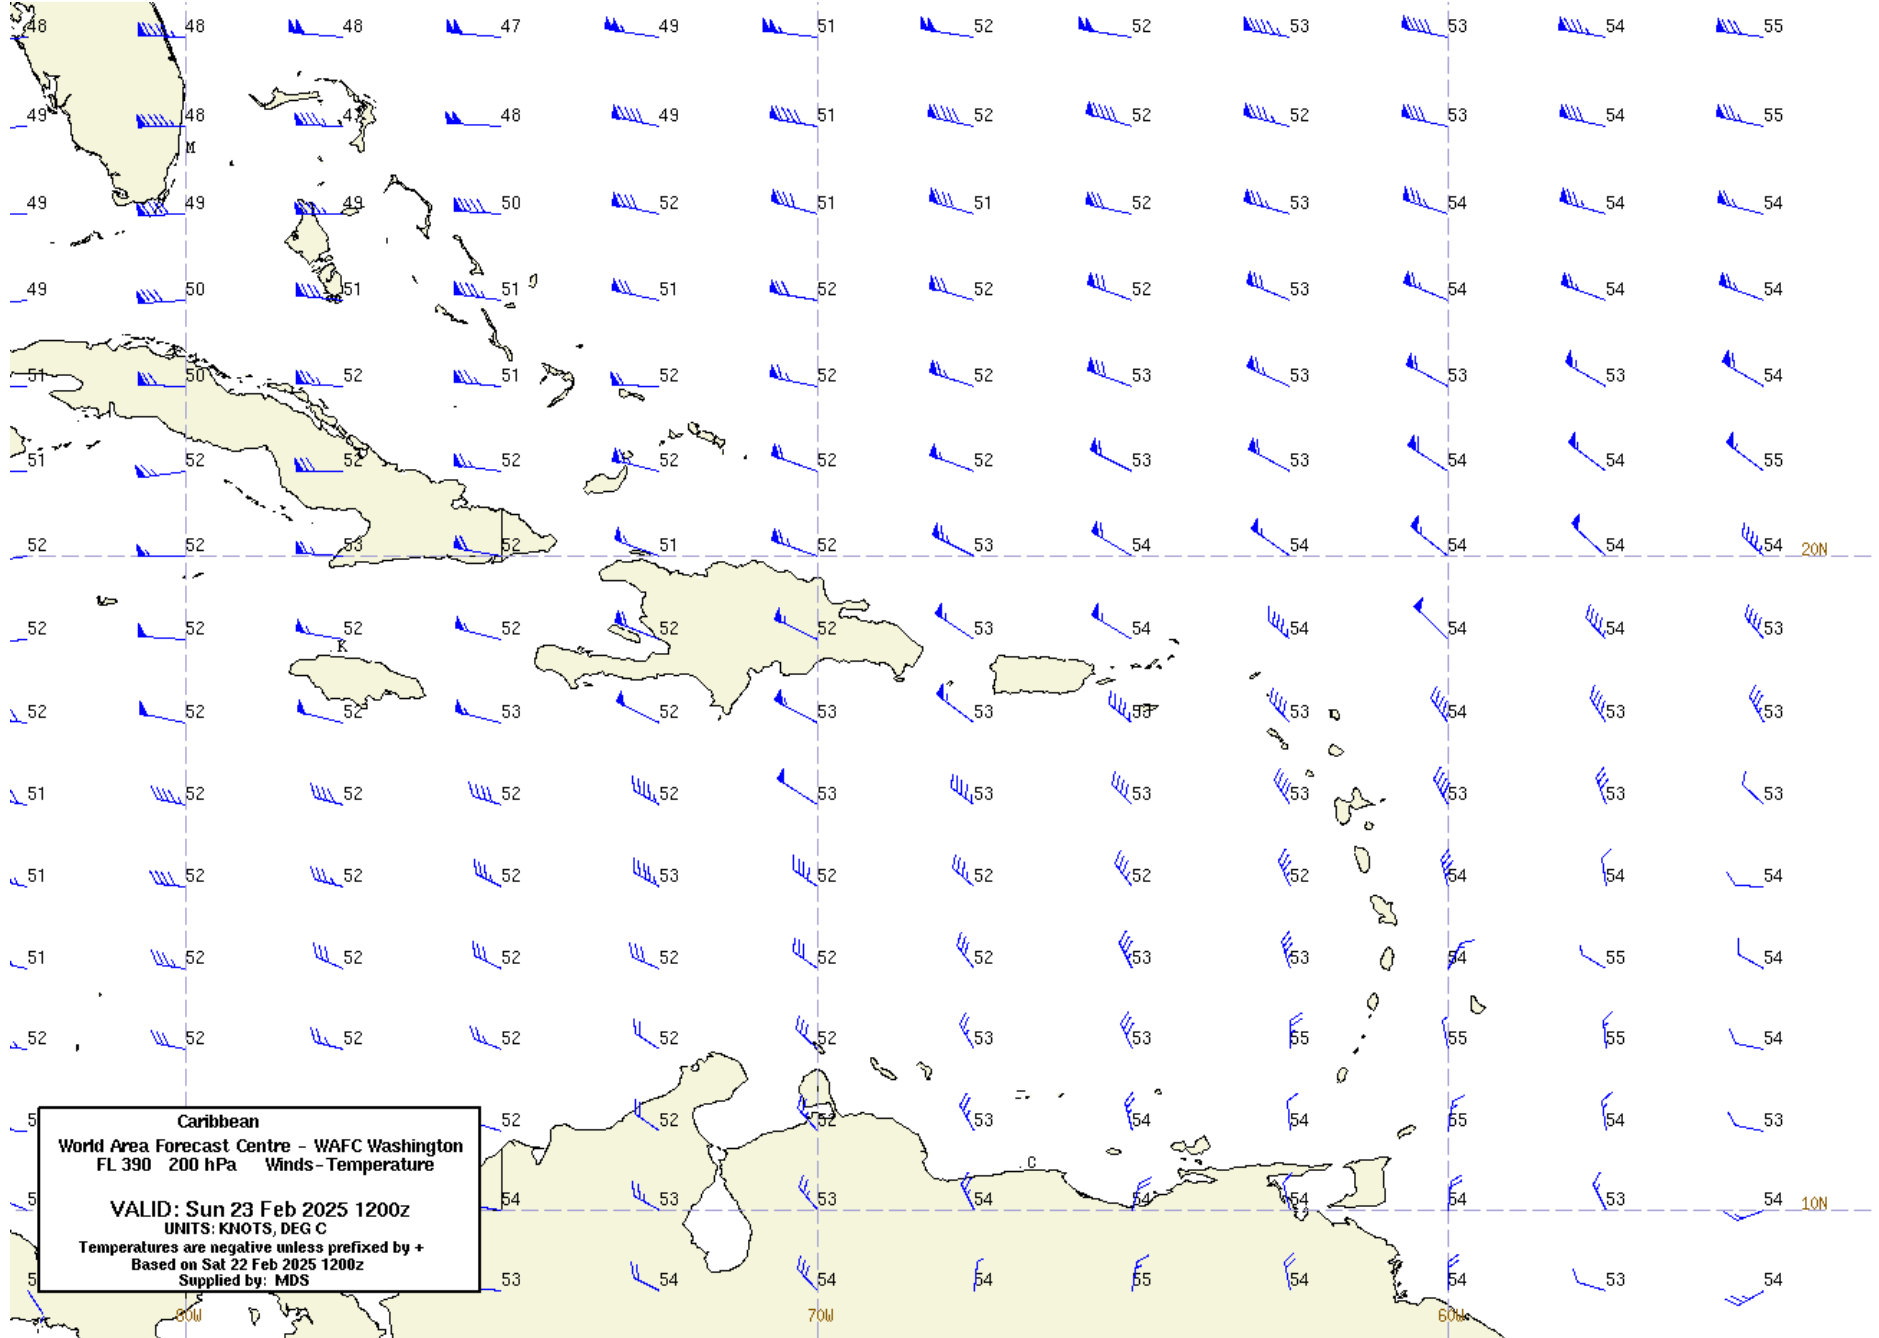 48 48 48 47 49 51 52 52 53 53 54 55
49 48 47 48 49 51 52 52 52 53 54 55
M
49 49 49 50 52 51 51 52 53 54 54 54
49 50 51 51 51 52 52 52 53 54 54 54
51 50 52 51 52 52 52 53 53 53 53 54
51 52 52 52 52 52 52 53 53 54 54 55
52 52 53 52 51 52 53 54 54 54 54 54 20N
52 52 52 52 52 52 53 54 54 54 54 53
K
52 52 52 53 52 53 53 53 53 54 53 53
51 52 52 52 52 53 53 53 53 53 53 53
51 52 52 52 53 52 52 52 52 54 54 54
51 52 52 52 52 52 52 53 53 54 55 54
52 52 52 52 52 52 53 53 55 55 55 54
5 52 52 52 53 54 54 55 54 53
C
5 54 53 53 54 54 54 54 53 54 10N
5 53 54 54 54 55 54 54 53 54
Caribbean
World Area Forecast Centre - WAFC Washington
FL 390 200 hPa Winds-Temperature
VALID: Sun 23 Feb 2025 1200z
UNITS: KNOTS, DEG C
Temperatures are negative unless prefixed by +
Based on Sat 22 Feb 2025 1200z
Supplied by: MDS
80W 70W 60W